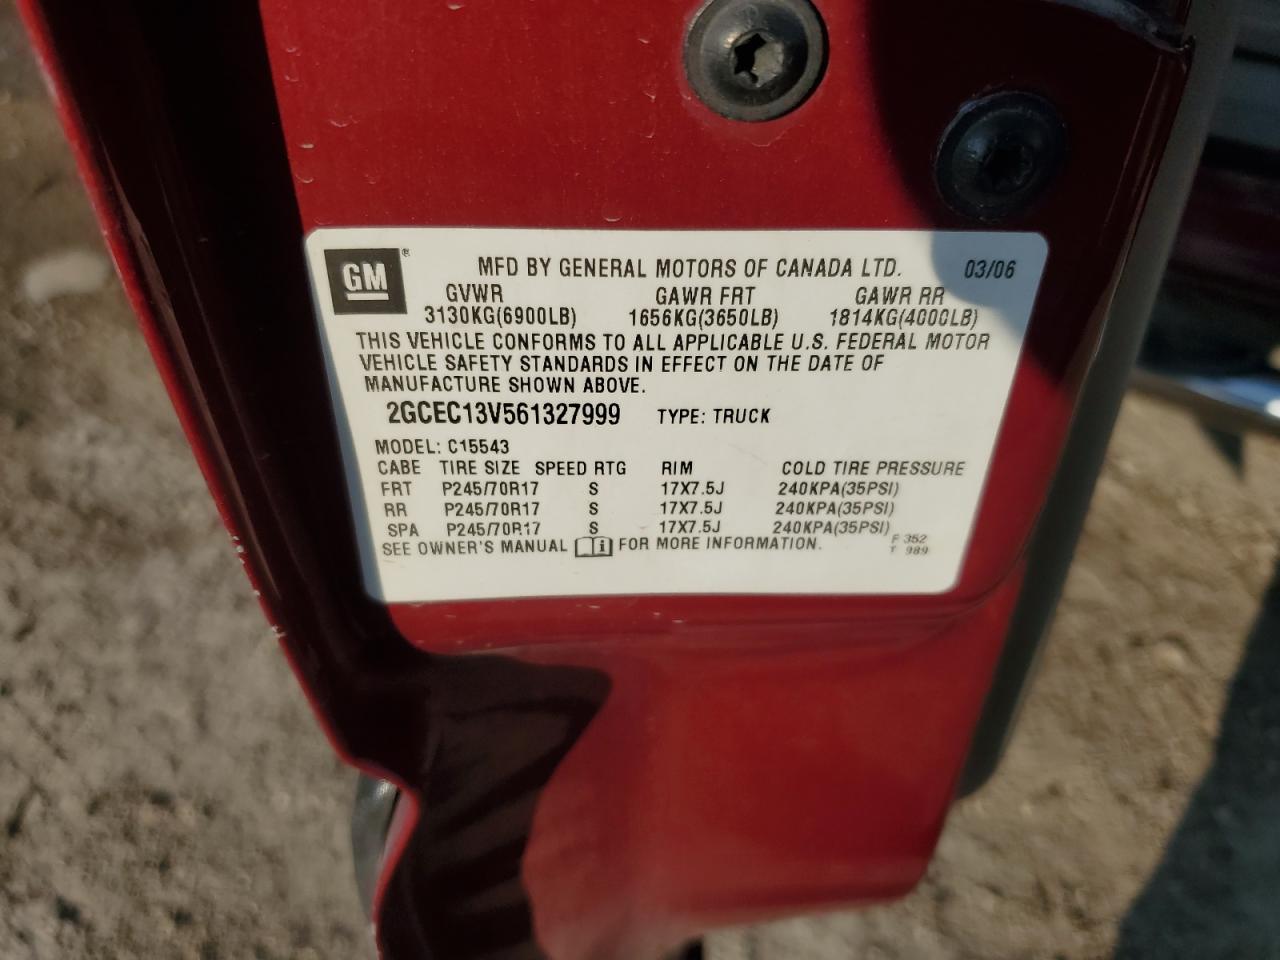 GM ® MFD BY GENERAL MOTORS OF CANADA LTD. 03/06
GVWR GAWR FRT GAWR RR
3130KG(6900LB) 1656KG(3650LB) 1814KG(4000LB)
THIS VEHICLE CONFORMS TO ALL APPLICABLE U.S. FEDERAL MOTOR
VEHICLE SAFETY STANDARDS IN EFFECT ON THE DATE OF
MANUFACTURE SHOWN ABOVE.
2GCEC13V561327999 TYPE: TRUCK
MODEL: C15543
CABE TIRE SIZE SPEED RTG RIM COLD TIRE PRESSURE
FRT P245/70R17 S 17X7.5J 240KPA(35PSI)
RR P245/70R17 S 17X7.5J 240KPA(35PSI)
SPA P245/70R17 S 17X7.5J 240KPA(35PSI)
SEE OWNER'S MANUAL i FOR MORE INFORMATION. F 352
T 989